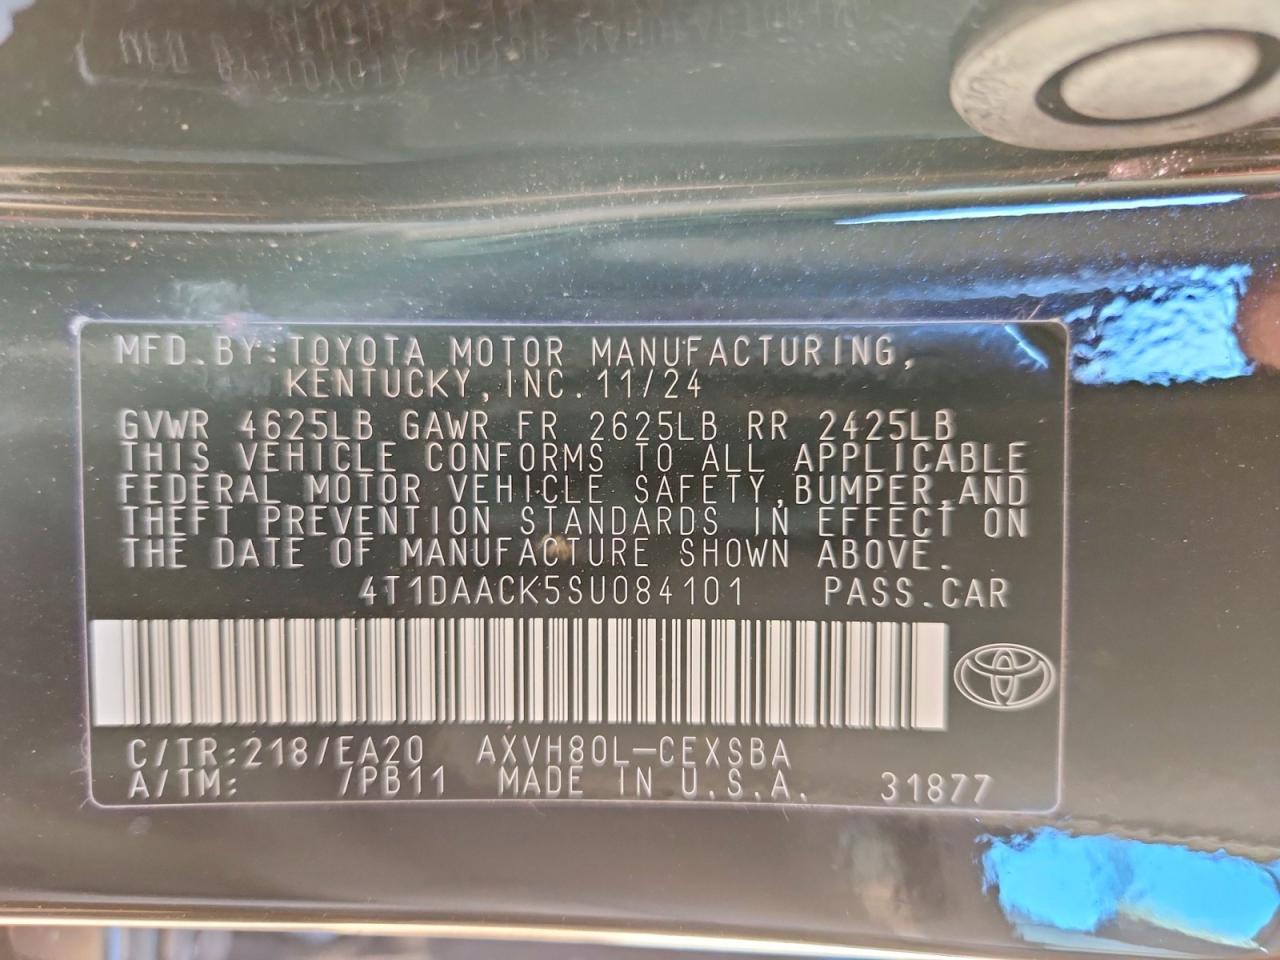 MFD.BY:TOYOTA MOTOR MANUFACTURING,
KENTUCKY,INC. 11/24
GVWR 4625LB GAWR FR 2625LB RR 2425LB
THIS VEHICLE CONFORMS TO ALL APPLICABLE
FEDERAL MOTOR VEHICLE SAFETY,BUMPER,AND
THEFT PREVENTION STANDARDS IN EFFECT ON
THE DATE OF MANUFACTURE SHOWN ABOVE.
4T1DAACK5SU084101 PASS.CAR
C/TR:218/EA20 AXVH80L-CEXSBA
A/TM: /PB11 MADE IN U.S.A. 31877